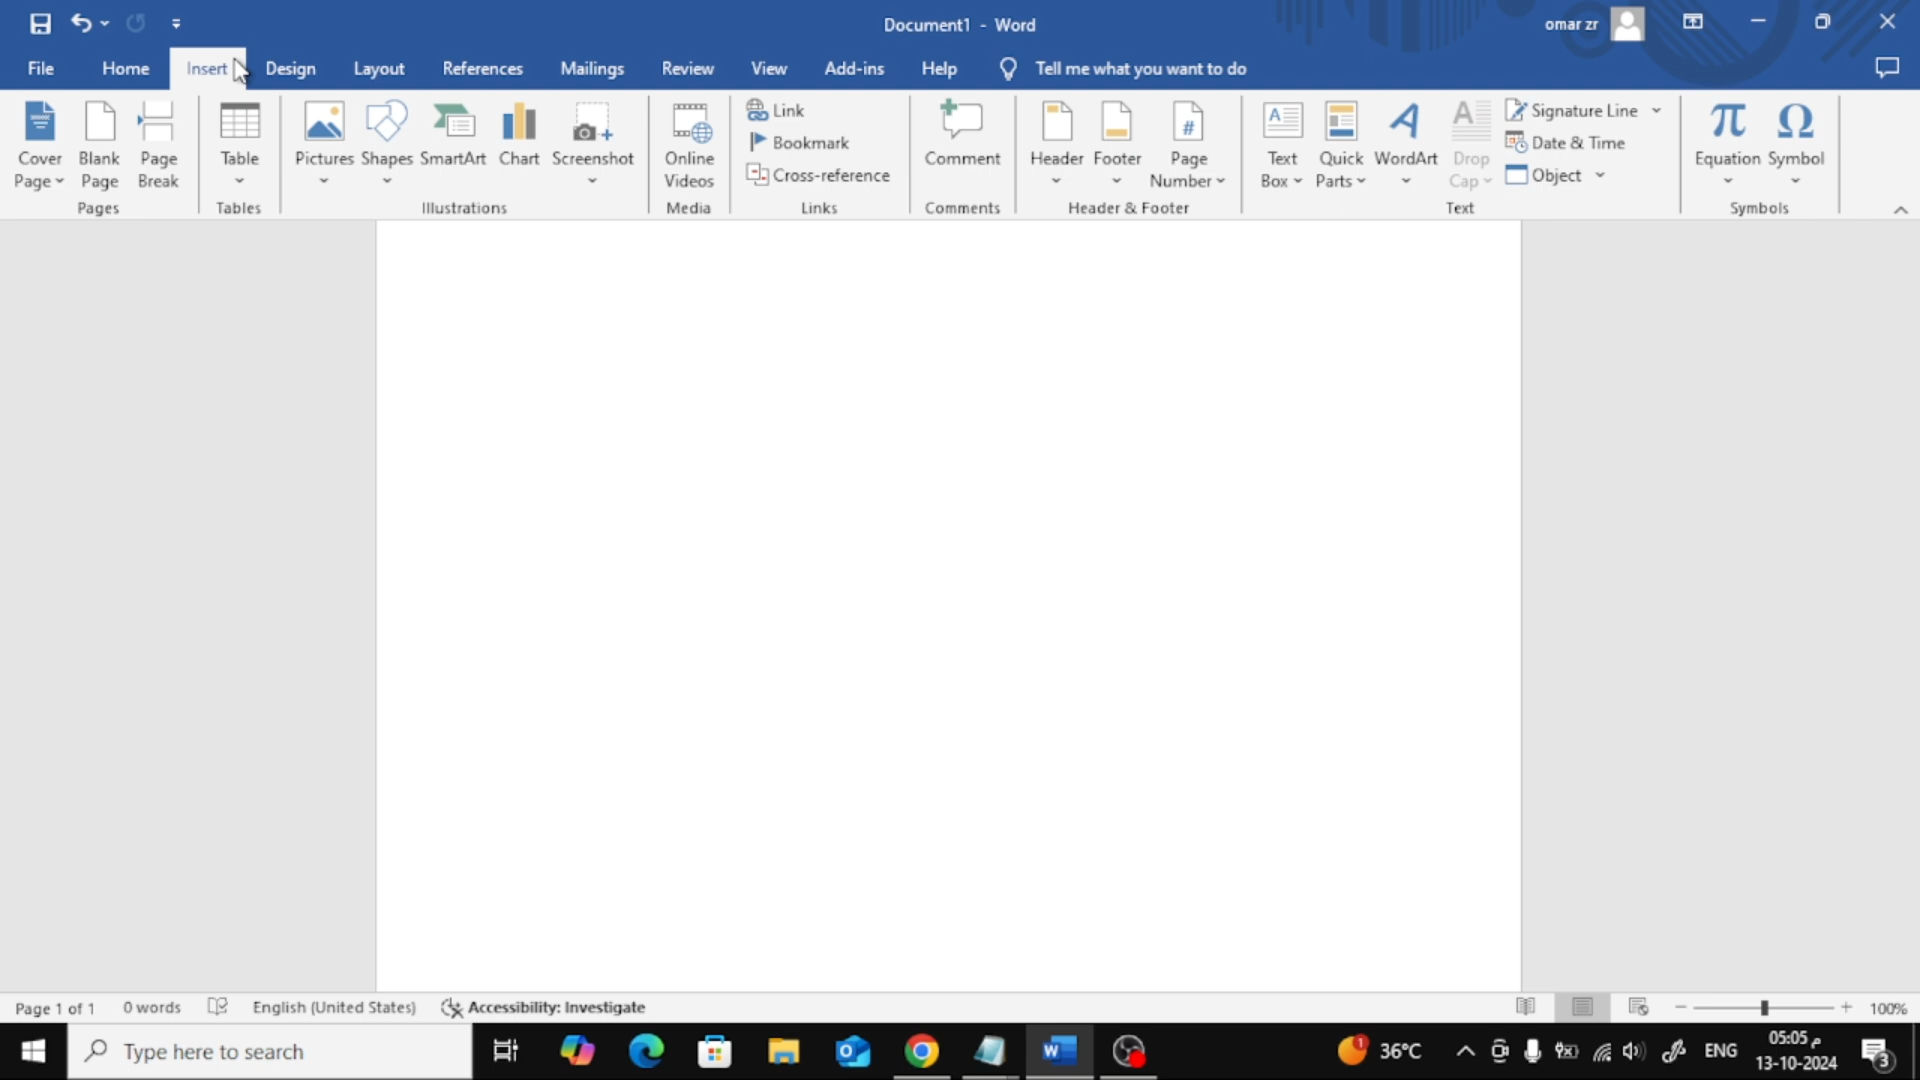 Document1 - Word
omar zr
File Home Insert Design Layout References Mailings Review View Add-ins Help Tell me what you want to do
Cover Page
Blank Page
Page Break
Pages
Table
Tables
Pictures
Shapes
SmartArt
Chart
Screenshot
Illustrations
Online Videos
Media
Link
Bookmark
Cross-reference
Links
Comment
Comments
Header
Footer
Page Number
Header & Footer
Text Box
Quick Parts
WordArt
Drop Cap
Signature Line
Date & Time
Object
Text
Equation
Symbol
Symbols
Page 1 of 1 0 words English (United States) Accessibility: Investigate 100%
Type here to search
36°C
ENG
05:05 م
13-10-2024
3